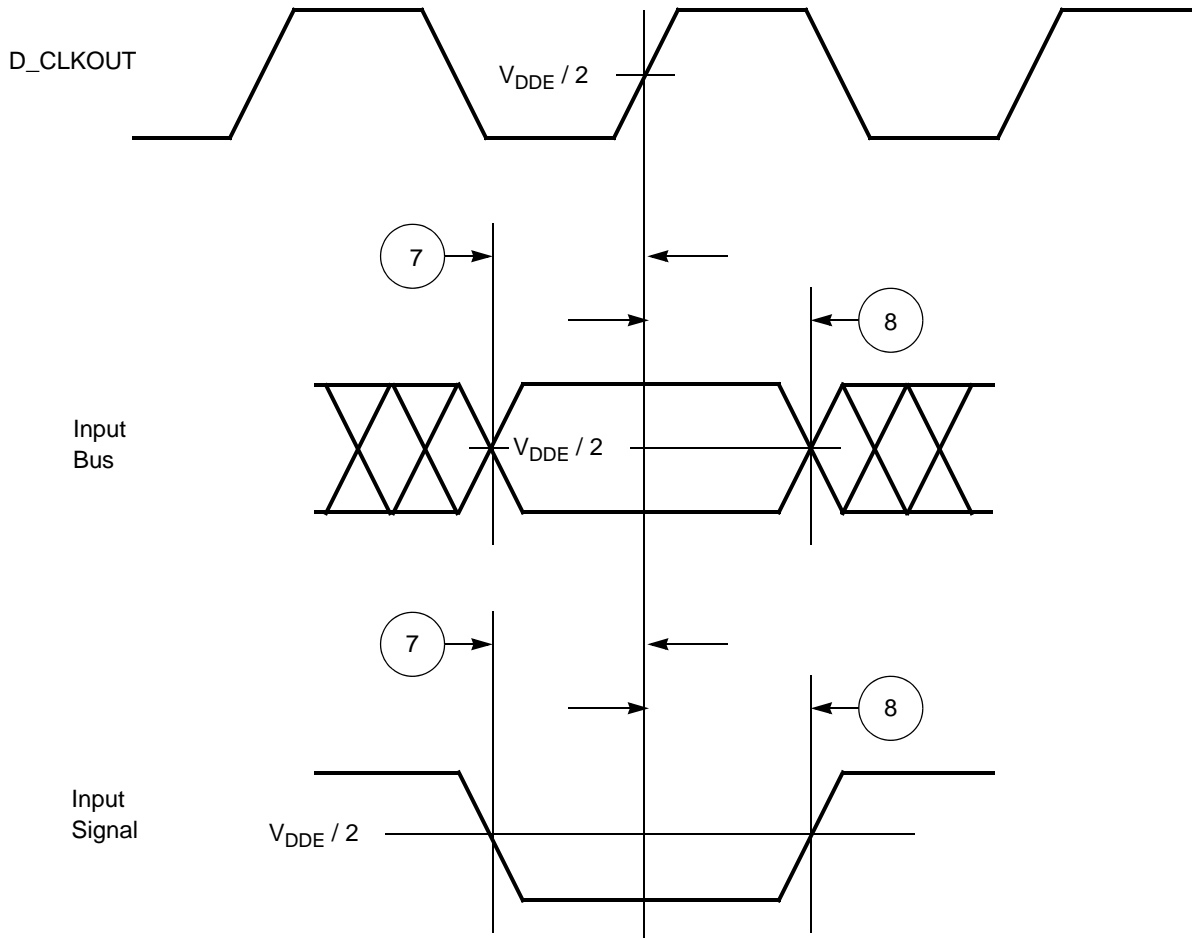 D_CLKOUT
VDDE / 2
7
8
Input
Bus
VDDE / 2
7
8
Input
Signal
VDDE / 2